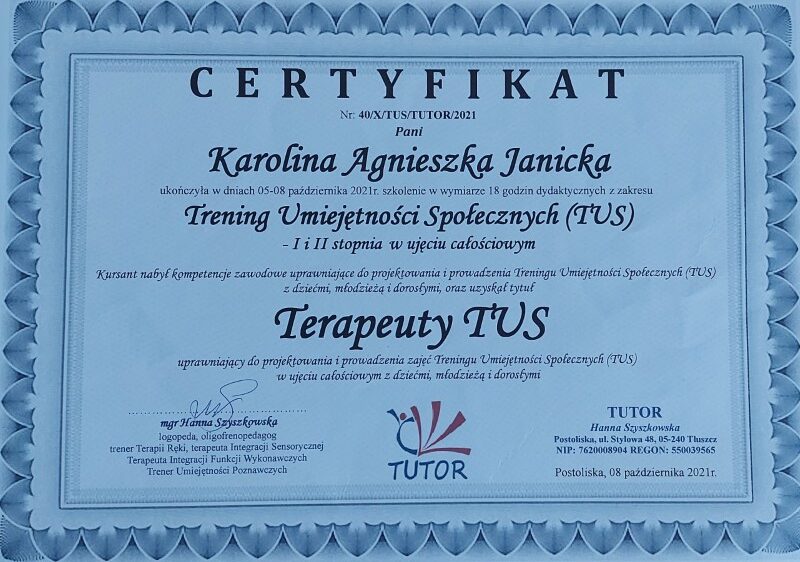 CERTYFIKAT
Nr: 40/X/TUS/TUTOR/2021
Pani
Karolina Agnieszka Janicka
ukończyła w dniach 05-08 października 2021r. szkolenie w wymiarze 18 godzin dydaktycznych z zakresu
Trening Umiejętności Społecznych (TUS)
- I i II stopnia w ujęciu całościowym
Kursant nabył kompetencje zawodowe uprawniające do projektowania i prowadzenia Treningu Umiejętności Społecznych (TUS)
z dziećmi, młodzieżą i dorosłymi, oraz uzyskał tytuł
Terapeuty TUS
uprawniający do projektowania i prowadzenia zajęć Treningu Umiejętności Społecznych (TUS)
w ujęciu całościowym z dziećmi, młodzieżą i dorosłymi
mgr Hanna Szyszkowska
logopeda, oligofrenopedagog
trener Terapii Ręki, terapeuta Integracji Sensorycznej
Terapeuta Integracji Funkcji Wykonawczych
Trener Umiejętności Poznawczych
TUTOR
TUTOR
Hanna Szyszkowska
Postoliska, ul. Stylowa 48, 05-240 Tłuszcz
NIP: 7620008904 REGON: 550039565
Postoliska, 08 października 2021r.